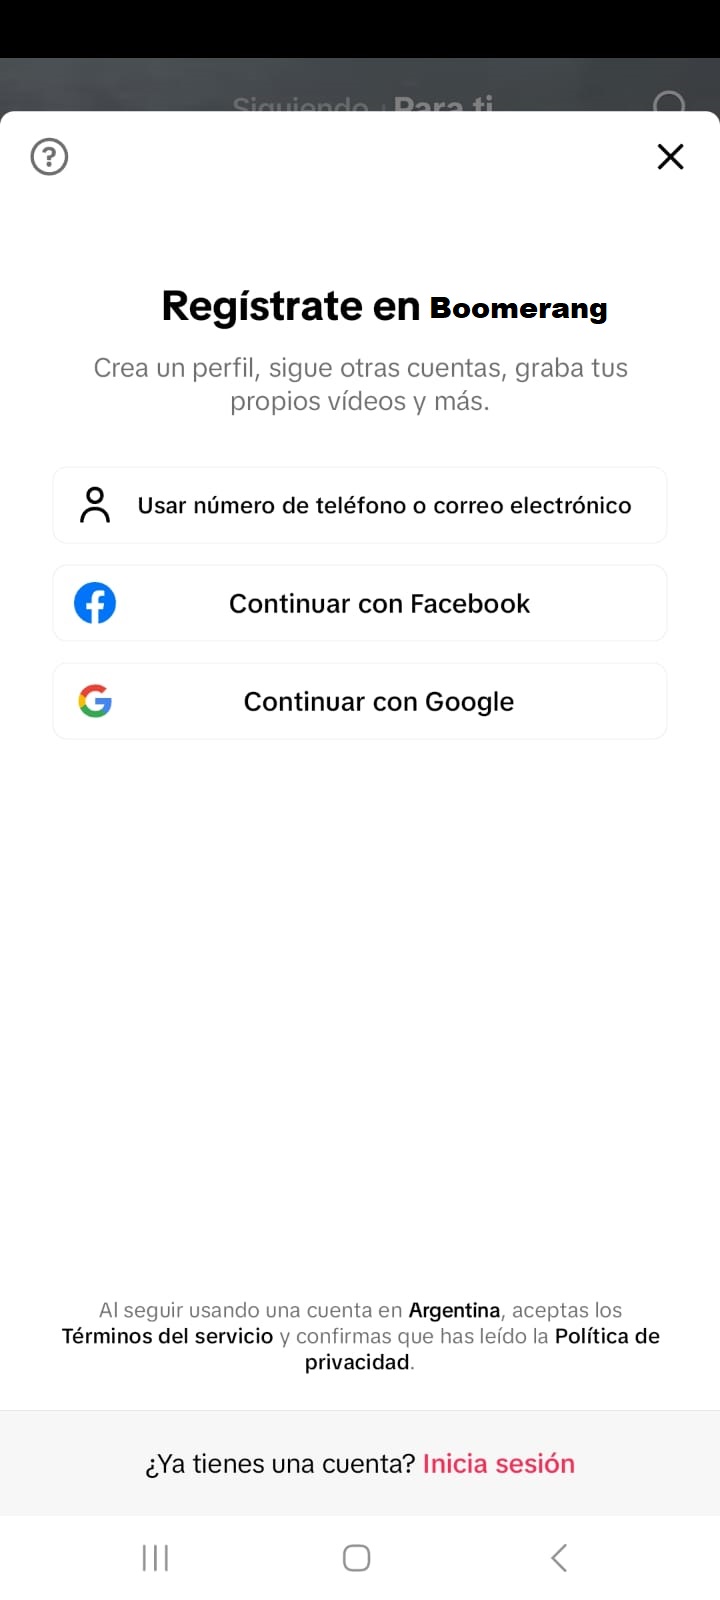 Siguiendo Para ti
Regístrate en Boomerang
Crea un perfil, sigue otras cuentas, graba tus
propios vídeos y más.
Usar número de teléfono o correo electrónico
Continuar con Facebook
Continuar con Google
Al seguir usando una cuenta en Argentina, aceptas los
Términos del servicio y confirmas que has leído la Política de
privacidad.
¿Ya tienes una cuenta? Inicia sesión